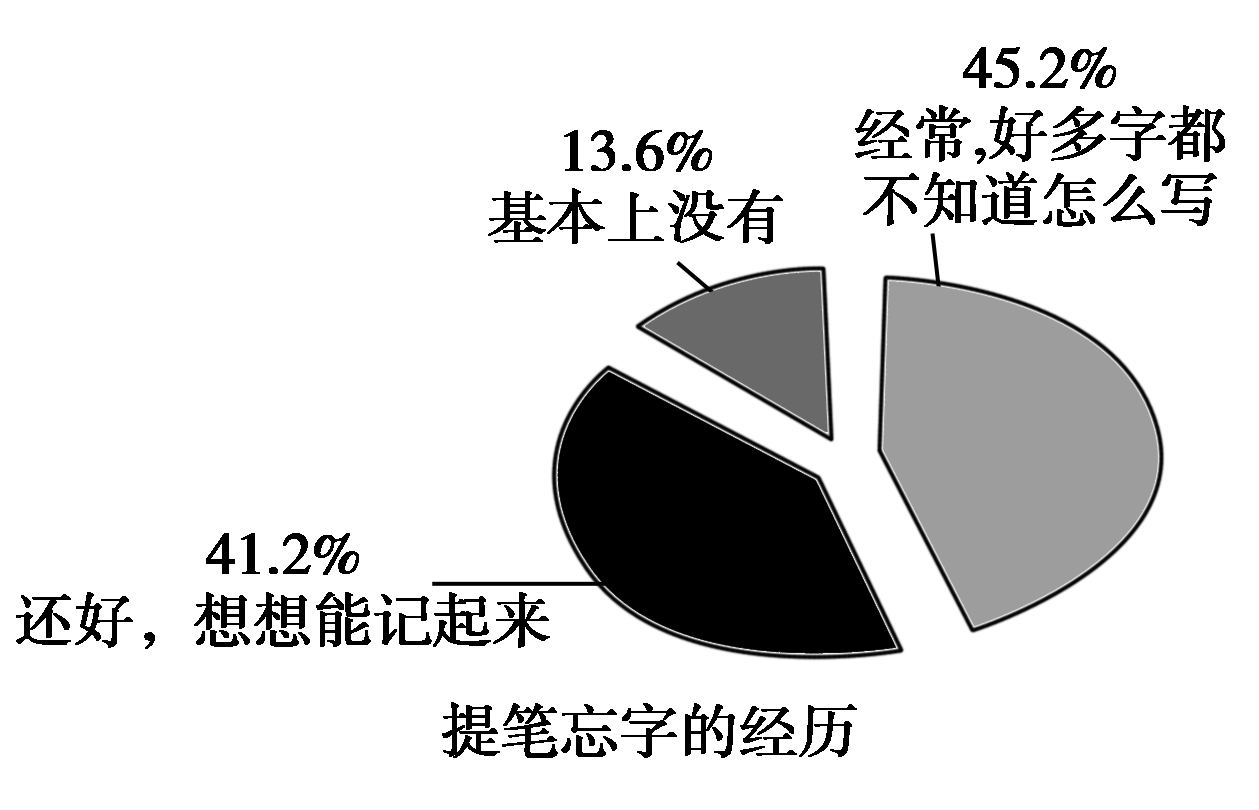 45.2%
经常,好多字都
不知道怎么写
13.6%
基本上没有
41.2%
还好，想想能记起来
提笔忘字的经历